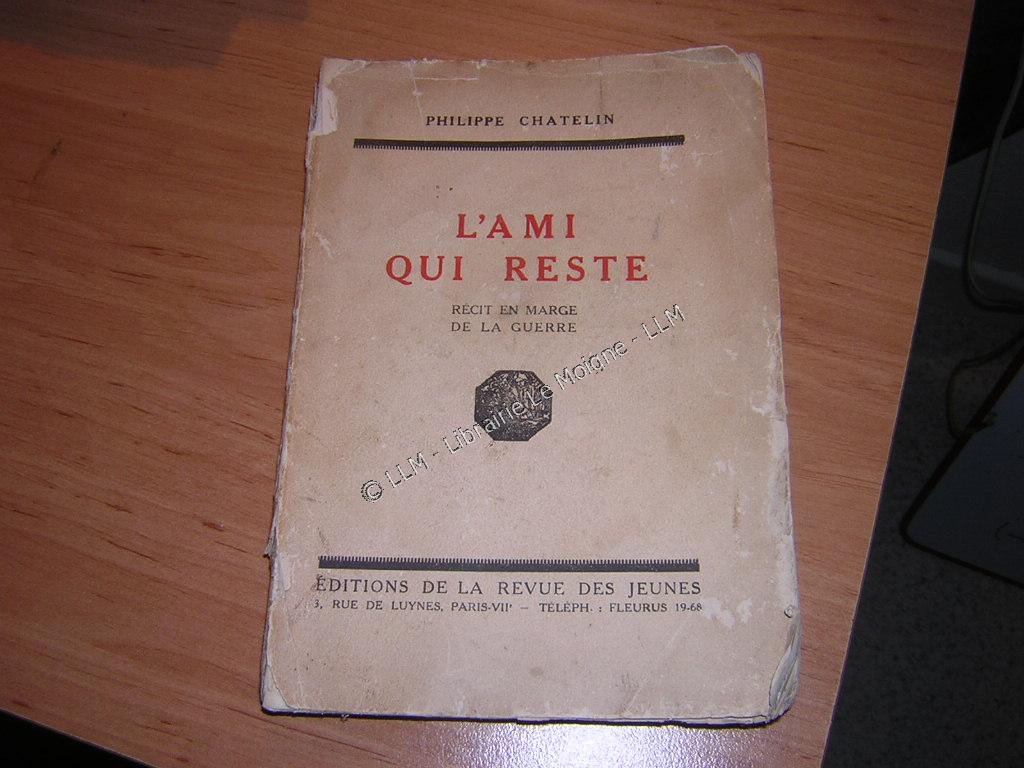 PHILIPPE CHATELIN
L'AMI
QUI RESTE
RÉCIT EN MARGE
DE LA GUERRE
© LLM - Librairie Le Moigne - LLM
ÉDITIONS DE LA REVUE DES JEUNES
3, RUE DE LUYNES, PARIS-VIIᵉ — TÉLÉPH. : FLEURUS 19-68